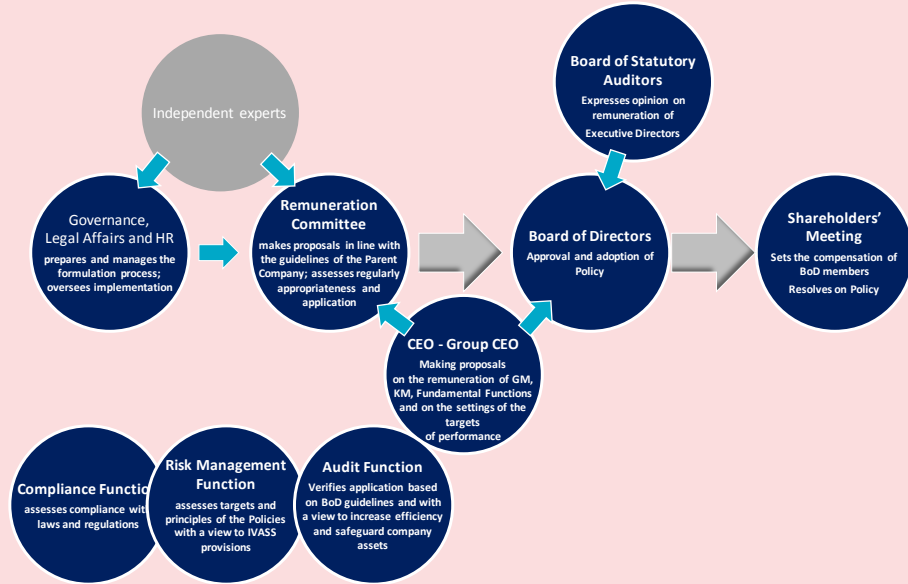 Independent experts
Board of Statutory
Auditors
Expresses opinion on
remuneration of
Executive Directors
Governance,
Legal Affairs and HR
prepares and manages the
formulation process;
oversees implementation
Remuneration
Committee
makes proposals in line with
the guidelines of the Parent
Company; assesses regularly
appropriateness and
application
Board of Directors
Approval and adoption of
Policy
Shareholders'
Meeting
Sets the compensation of
BoD members
Resolves on Policy
CEO - Group CEO
Making proposals
on the remuneration of GM,
KM, Fundamental Functions
and on the settings of the
targets
of performance
Compliance Function
assesses compliance with
laws and regulations
Risk Management
Function
assesses targets and
principles of the Policies
with a view to IVASS
provisions
Audit Function
Verifies application based
on BoD guidelines and with
a view to increase efficiency
and safeguard company
assets